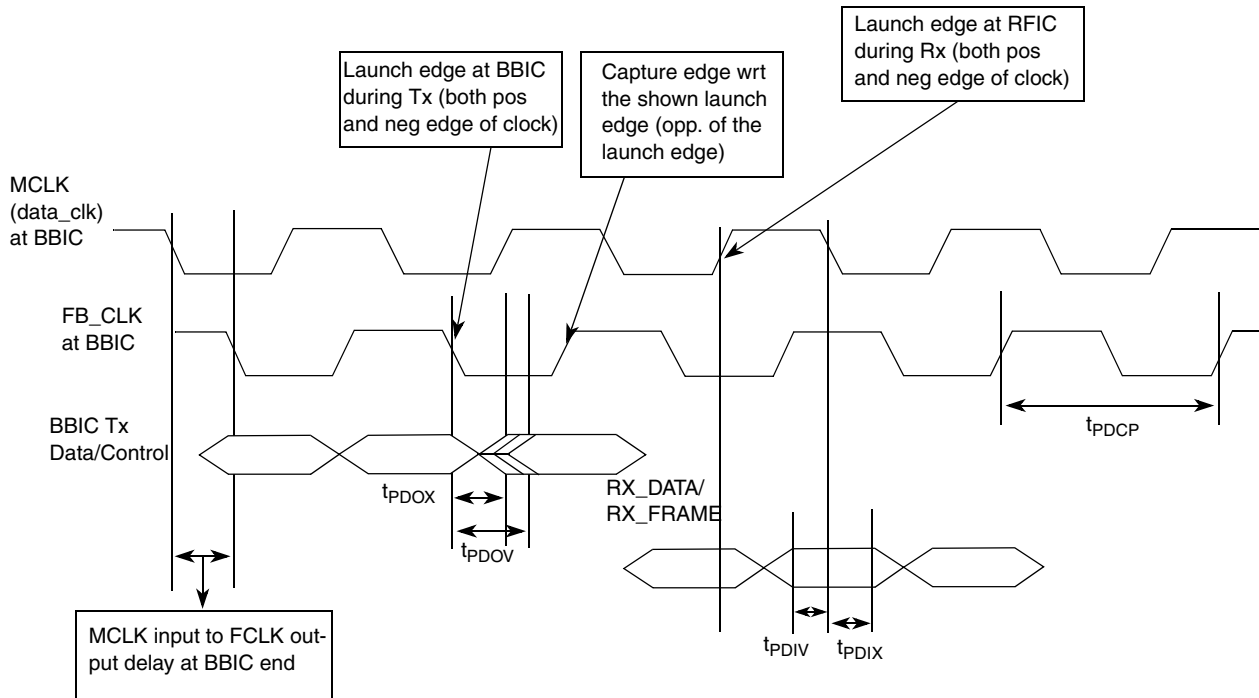 Launch edge at RFIC
during Rx (both pos
and neg edge of clock)
Launch edge at BBIC
during Tx (both pos
and neg edge of clock)
Capture edge wrt
the shown launch
edge (opp. of the
launch edge)
MCLK
(data_clk)
at BBIC
FB_CLK
at BBIC
BBIC Tx
Data/Control
tPDCP
tPDOX
tPDOV
RX_DATA/
RX_FRAME
tPDIV
tPDIX
MCLK input to FCLK out-
put delay at BBIC end